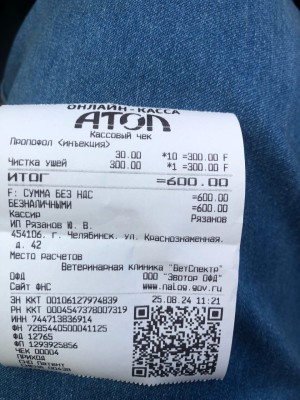 ОНЛАЙН-КАССА
АТОЛ
Кассовый чек
ПРОПОФОЛ <ИНЪЕКЦИЯ>
30.00 *10 =300.00 F
Чистка ушей 300.00 *1 =300.00 F
ИТОГ =600.00
F: СУММА БЕЗ НДС =600.00
БЕЗНАЛИЧНЫМИ =600.00
Кассир Рязанов
ИП Рязанов Ю. В.
454106. г. Челябинск. ул. Краснознаменная.
д. 42
Место расчетов
Ветеринарная клиника "ВетСпектр"
ОФД ООО "Эвотор ОФД"
Сайт ФНС www.nalog.gov.ru
ЗН ККТ 00106127974839 25.08.24 11:21
РН ККТ 0004547378007319
ИНН 744713836914
ФН 7285440500041125
ФД 12765
ФП 1293925856
ЧЕК 00004
ПРИХОД
СНО Патент